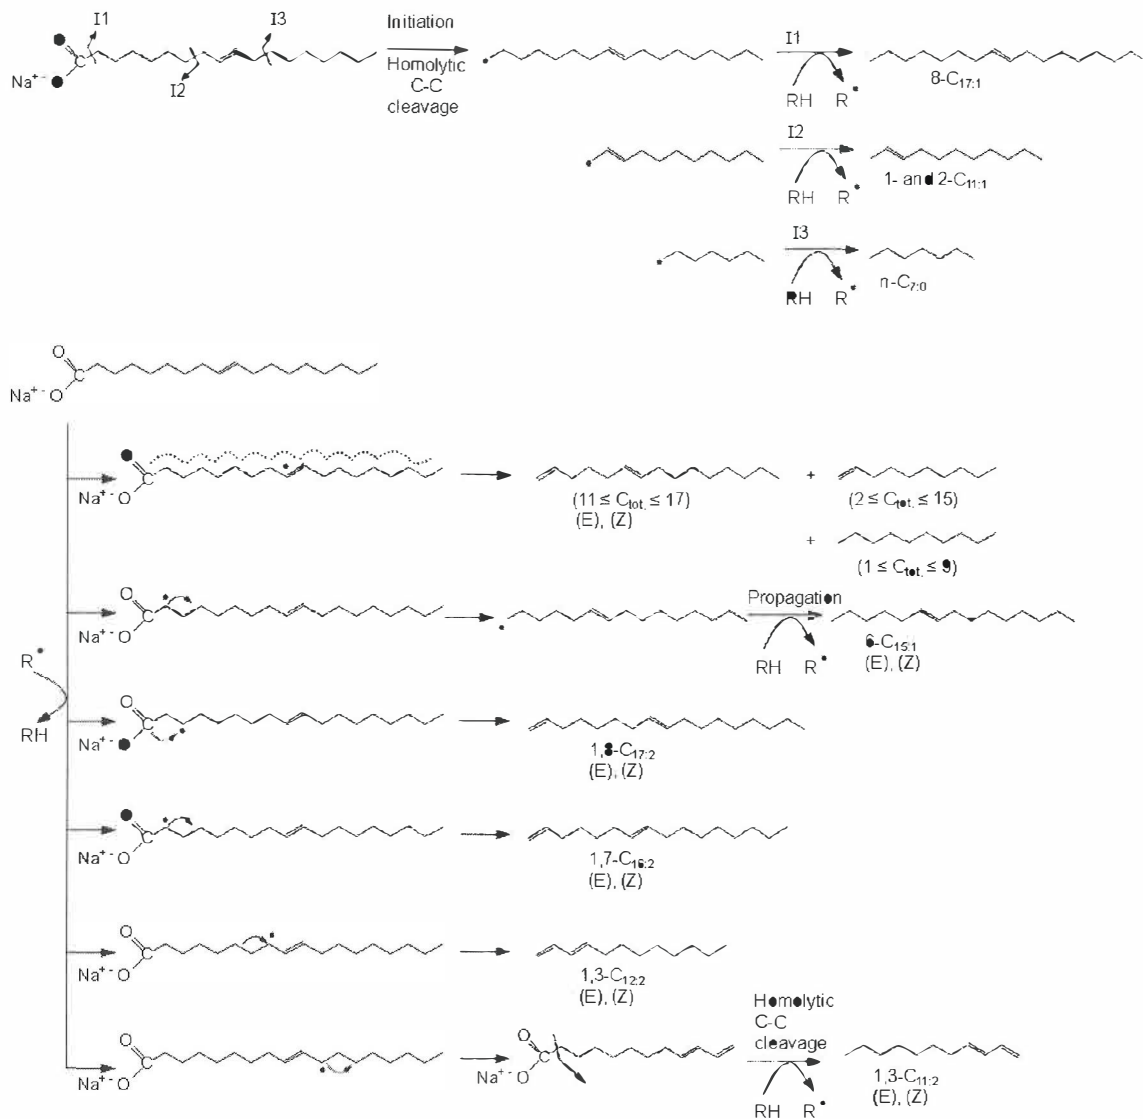 I1
I3
I2
Na⁺⁻
C
Initiation
Homolytic
C-C
cleavage
I1
RH R•
8-C₁₇:₁
I2
RH R•
1- and 2-C₁₁:₁
I3
RH R•
n-C₇:₀
O
C
Na⁺⁻O
R•
RH
C
Na⁺⁻O
(11 ≤ Cₜₒₜ. ≤ 17)
(E), (Z)
+
(2 ≤ Cₜₒₜ. ≤ 15)
+
(1 ≤ Cₜₒₜ. ≤ 9)
O
C
Na⁺⁻O
Propagation
RH R•
6-C₁₅:₁
(E), (Z)
O
C
Na⁺⁻
1,8-C₁₇:₂
(E), (Z)
C
Na⁺⁻O
1,7-C₁₆:₂
(E), (Z)
O
C
Na⁺⁻O
1,3-C₁₂:₂
(E), (Z)
O
C
Na⁺⁻O
O
C
Na⁺⁻O
Homolytic
C-C
cleavage
RH R•
1,3-C₁₁:₂
(E), (Z)